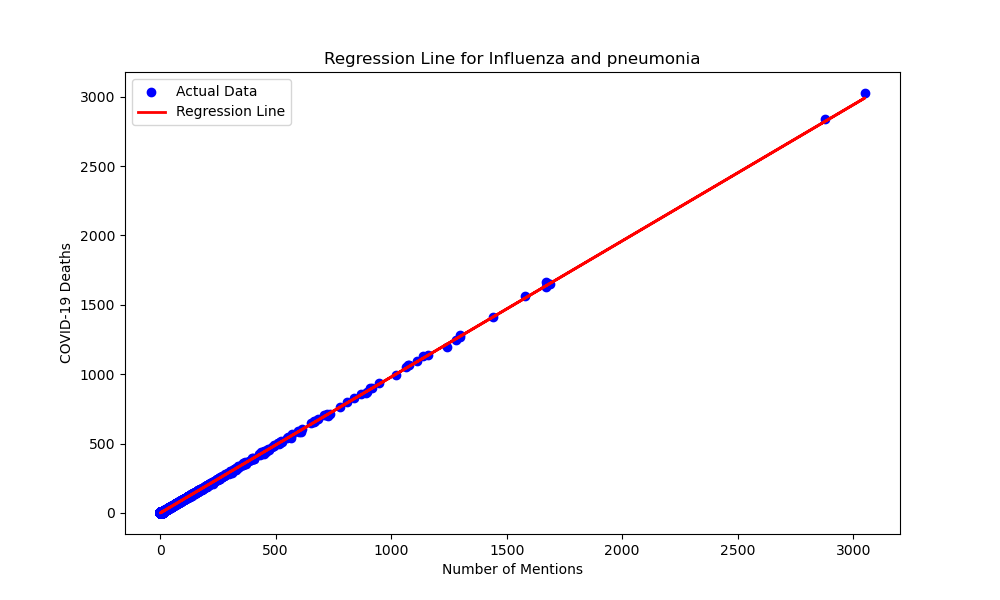 Regression Line for Influenza and pneumonia
Actual Data
Regression Line
3000
2500
2000
1500
1000
500
0
COVID-19 Deaths
0 500 1000 1500 2000 2500 3000
Number of Mentions